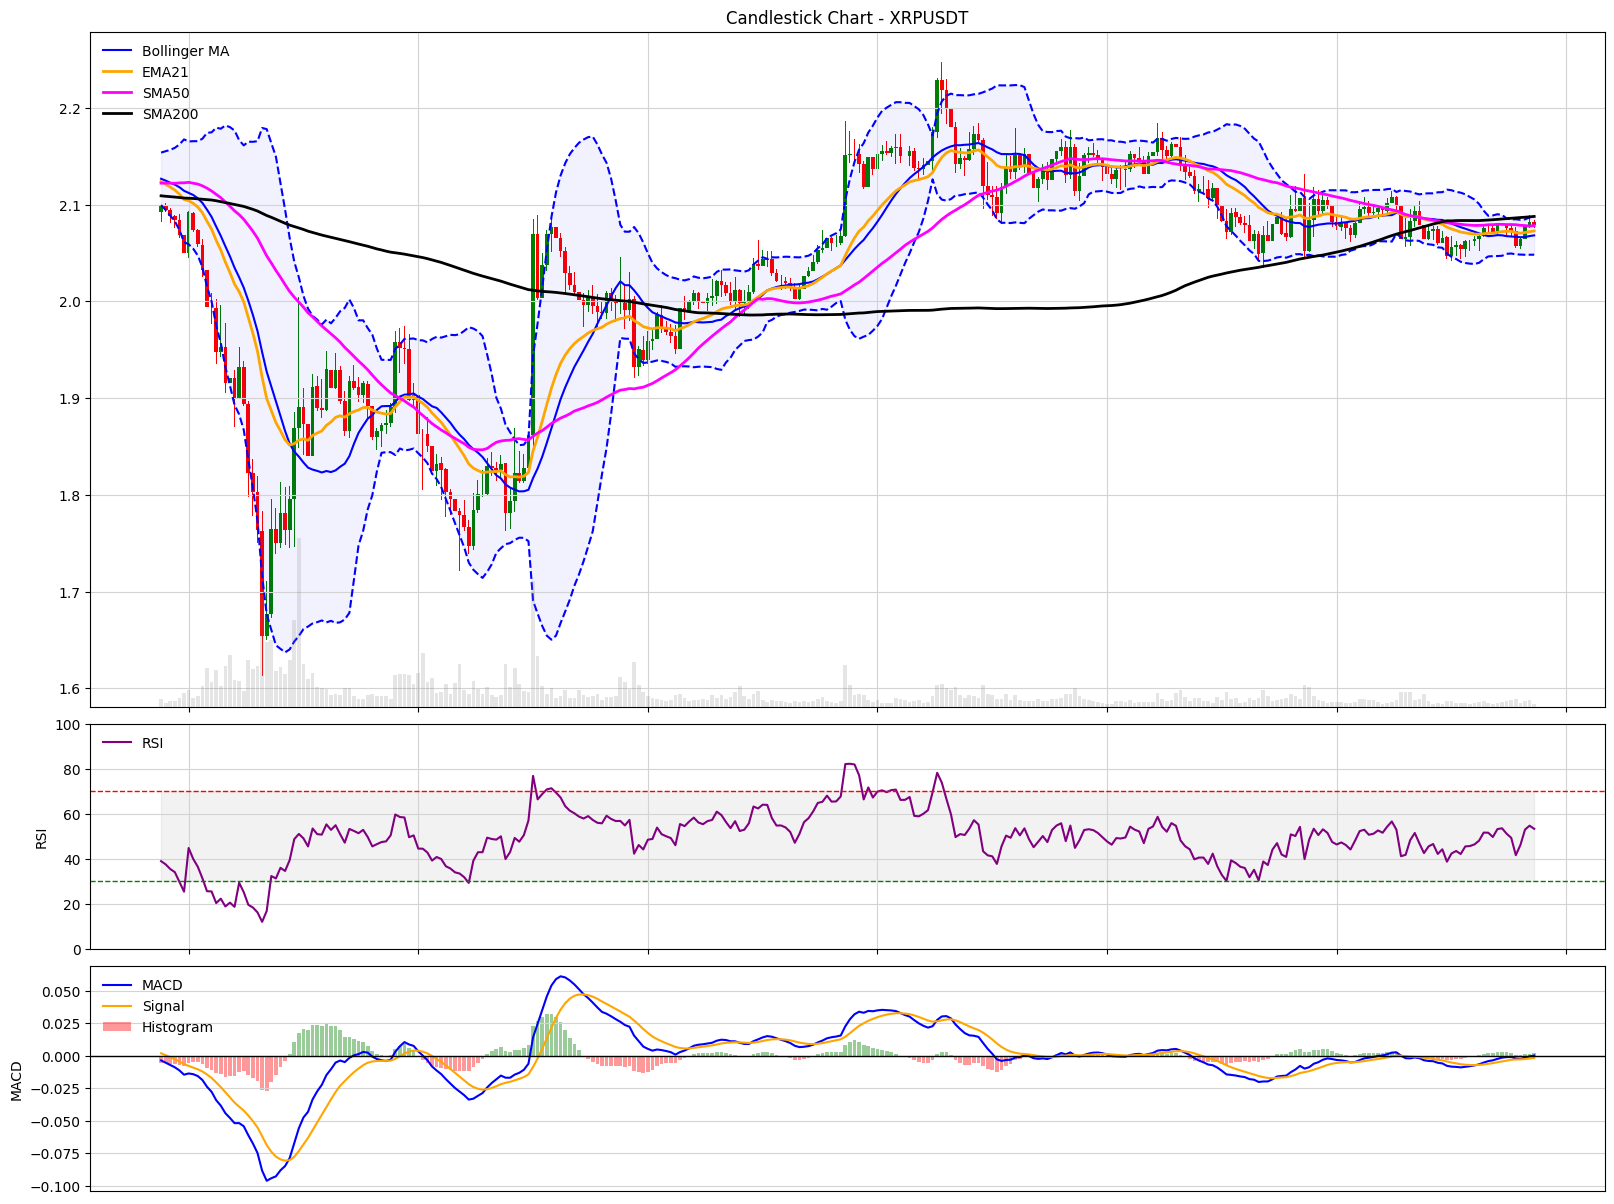 Candlestick Chart - XRPUSDT
Bollinger MA
EMA21
SMA50
SMA200
2.2
2.1
2.0
1.9
1.8
1.7
1.6
100
80
60
40
20
0
RSI
RSI
0.050
0.025
0.000
−0.025
−0.050
−0.075
−0.100
MACD
MACD
Signal
Histogram